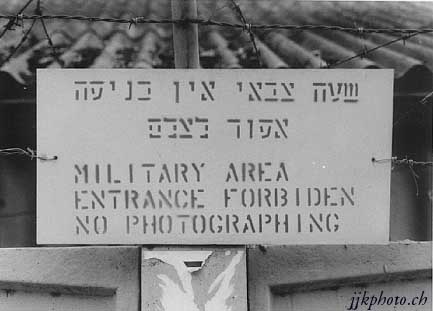 שטח צבאי אין כניסה
אסור לצלם
MILITARY AREA
ENTRANCE FORBIDEN
NO PHOTOGRAPHING
jjkphoto.ch